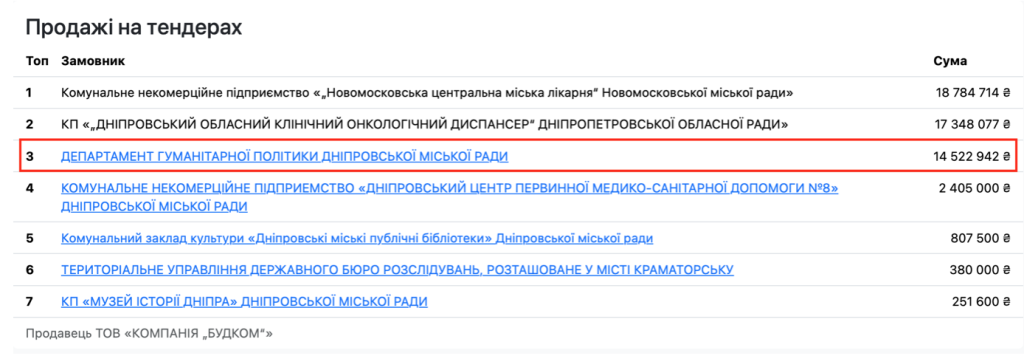 Продажі на тендерах
Топ Замовник Сума
1 Комунальне некомерційне підприємство «„Новомосковська центральна міська лікарня“ Новомосковської міської ради» 18 784 714 ₴
2 КП «„ДНІПРОВСЬКИЙ ОБЛАСНИЙ КЛІНІЧНИЙ ОНКОЛОГІЧНИЙ ДИСПАНСЕР“ ДНІПРОПЕТРОВСЬКОЇ ОБЛАСНОЇ РАДИ» 17 348 077 ₴
3 ДЕПАРТАМЕНТ ГУМАНІТАРНОЇ ПОЛІТИКИ ДНІПРОВСЬКОЇ МІСЬКОЇ РАДИ 14 522 942 ₴
4 КОМУНАЛЬНЕ НЕКОМЕРЦІЙНЕ ПІДПРИЄМСТВО «ДНІПРОВСЬКИЙ ЦЕНТР ПЕРВИННОЇ МЕДИКО-САНІТАРНОЇ ДОПОМОГИ №8» 2 405 000 ₴
ДНІПРОВСЬКОЇ МІСЬКОЇ РАДИ
5 Комунальний заклад культури «Дніпровські міські публічні бібліотеки» Дніпровської міської ради 807 500 ₴
6 ТЕРИТОРІАЛЬНЕ УПРАВЛІННЯ ДЕРЖАВНОГО БЮРО РОЗСЛІДУВАНЬ, РОЗТАШОВАНЕ У МІСТІ КРАМАТОРСЬКУ 380 000 ₴
7 КП «МУЗЕЙ ІСТОРІЇ ДНІПРА» ДНІПРОВСЬКОЇ МІСЬКОЇ РАДИ 251 600 ₴
Продавець ТОВ «КОМПАНІЯ „БУДКОМ“»